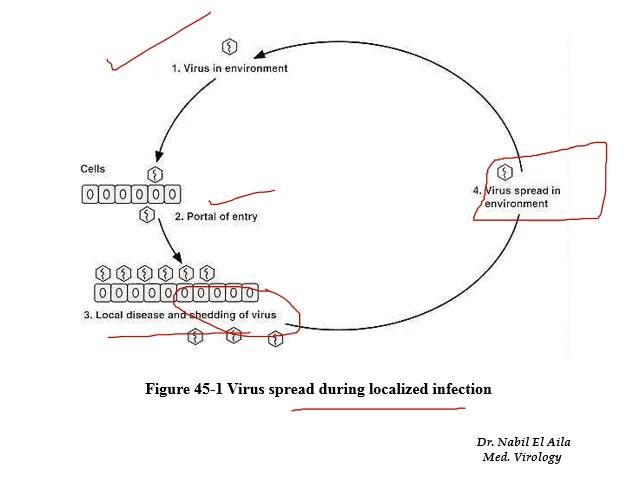 1. Virus in environment
Cells
2. Portal of entry
3. Local disease and shedding of virus
4. Virus spread in
environment
Figure 45-1 Virus spread during localized infection
Dr. Nabil El Aila
Med. Virology